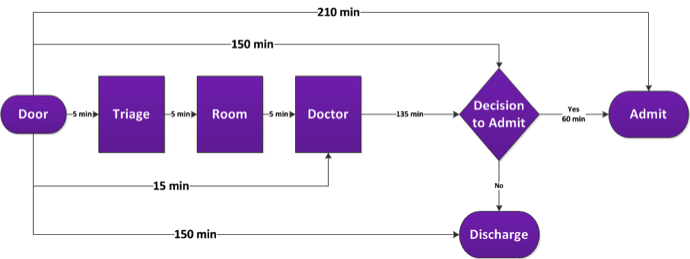 210 min
150 min
Door
5 min
Triage
5 min
Room
5 min
Doctor
135 min
Decision
to Admit
Yes
60 min
Admit
15 min
No
150 min
Discharge